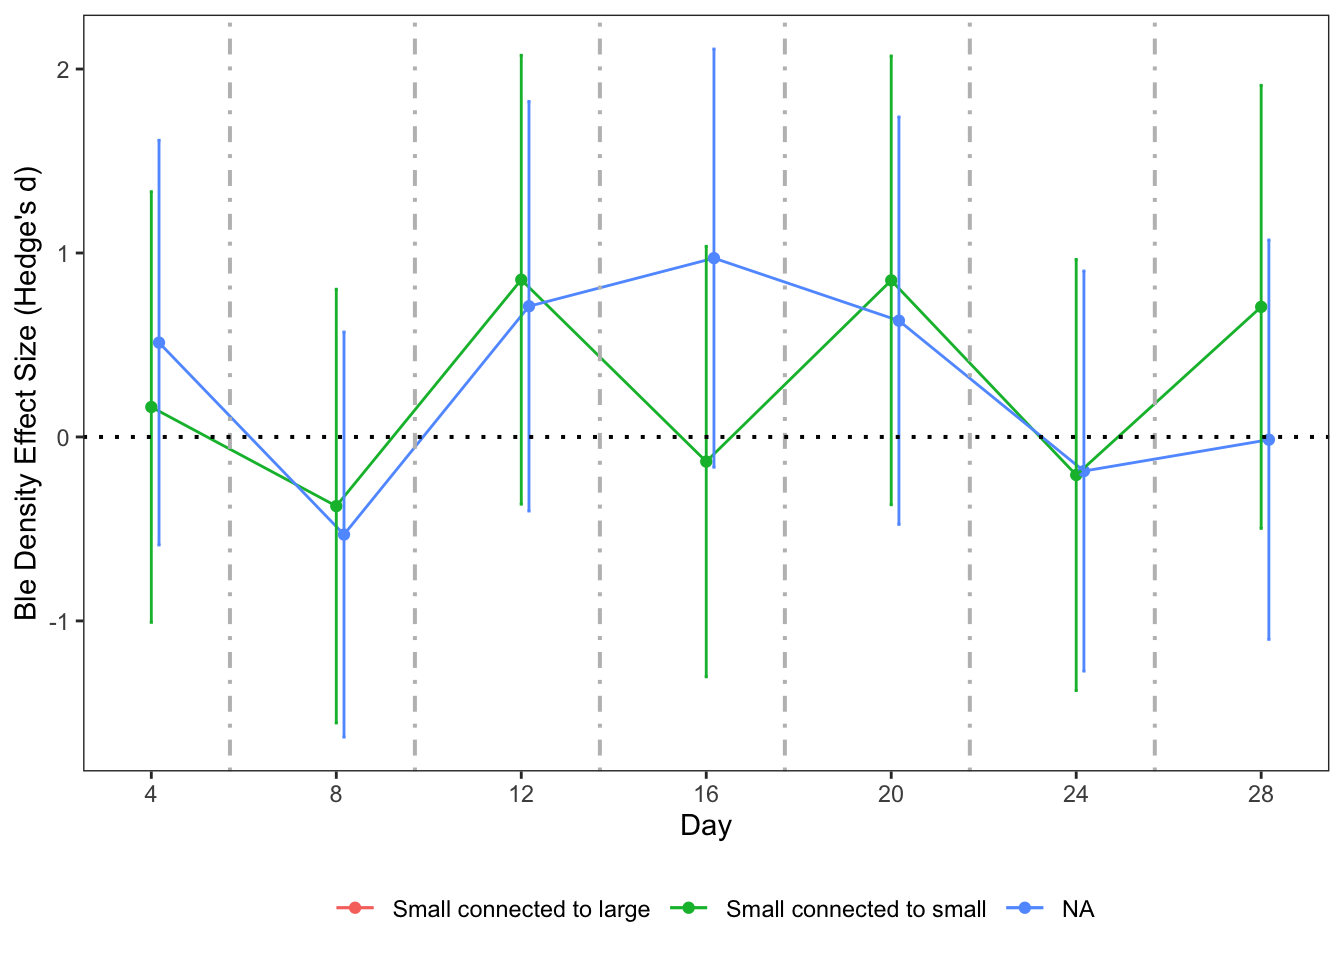 Ble Density Effect Size (Hedge's d)
2
1
0
-1
4 8 12 16 20 24 28
Day
Small connected to large Small connected to small NA